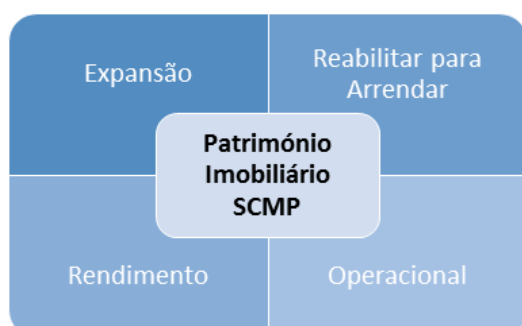 Expansão
Reabilitar para
Arrendar
Património
Imobiliário
SCMP
Rendimento
Operacional